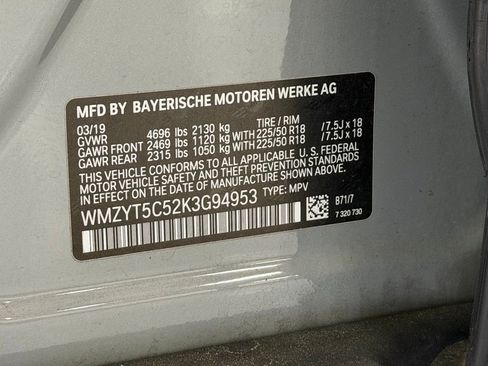 MFD BY BAYERISCHE MOTOREN WERKE AG
03/19 TIRE / RIM
GVWR 4696 lbs 2130 kg
GAWR FRONT 2469 lbs 1120 kg WITH 225/50 R18 /7.5J x 18
GAWR REAR 2315 lbs 1050 kg WITH 225/50 R18 /7.5J x 18
THIS VEHICLE CONFORMS TO ALL APPLICABLE U. S. FEDERAL
MOTOR VEHICLE SAFETY AND THEFT PREVENTION STANDARDS
IN EFFECT ON THE DATE OF MANUFACTURE SHOWN ABOVE.
WMZYT5C52K3G94953 TYPE: MPV
B71/7
7 320 730